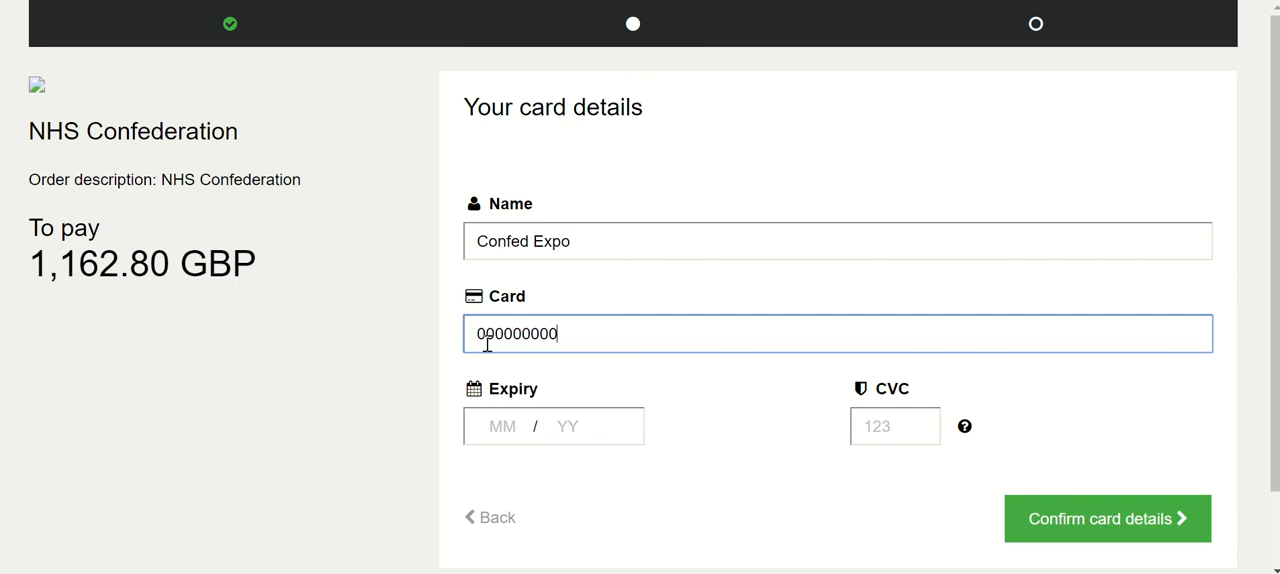 NHS Confederation
Order description: NHS Confederation
To pay
1,162.80 GBP
Your card details
Name
Confed Expo
Card
000000000
Expiry
CVC
MM / YY
123
Back
Confirm card details